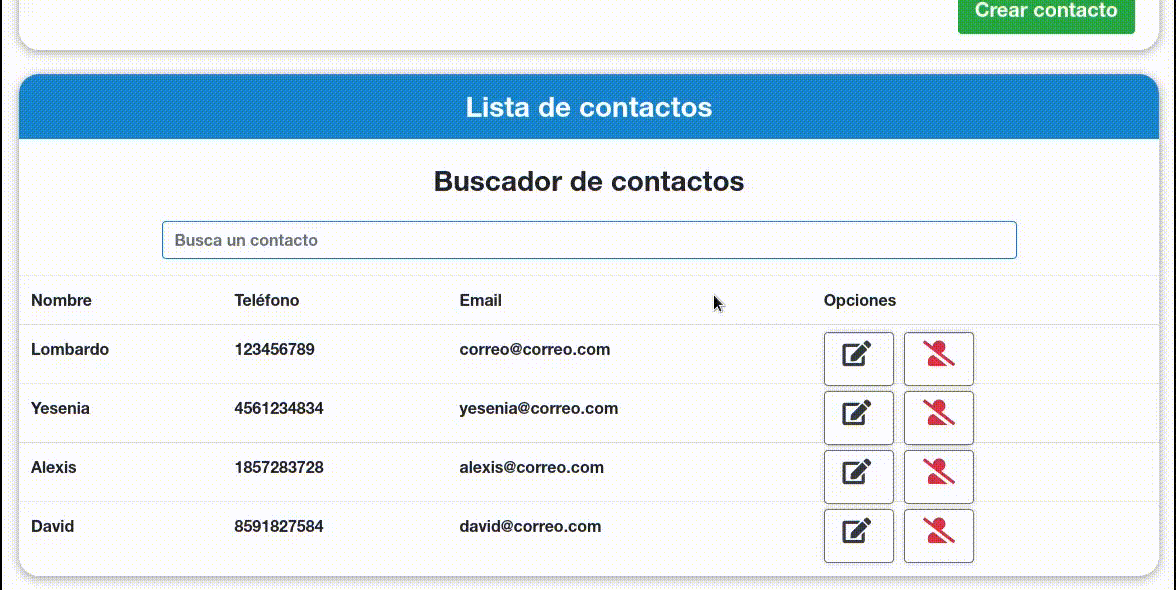 Crear contacto
Lista de contactos
Buscador de contactos
Busca un contacto
Nombre Teléfono Email Opciones
Lombardo 123456789 correo@correo.com
Yesenia 4561234834 yesenia@correo.com
Alexis 1857283728 alexis@correo.com
David 8591827584 david@correo.com